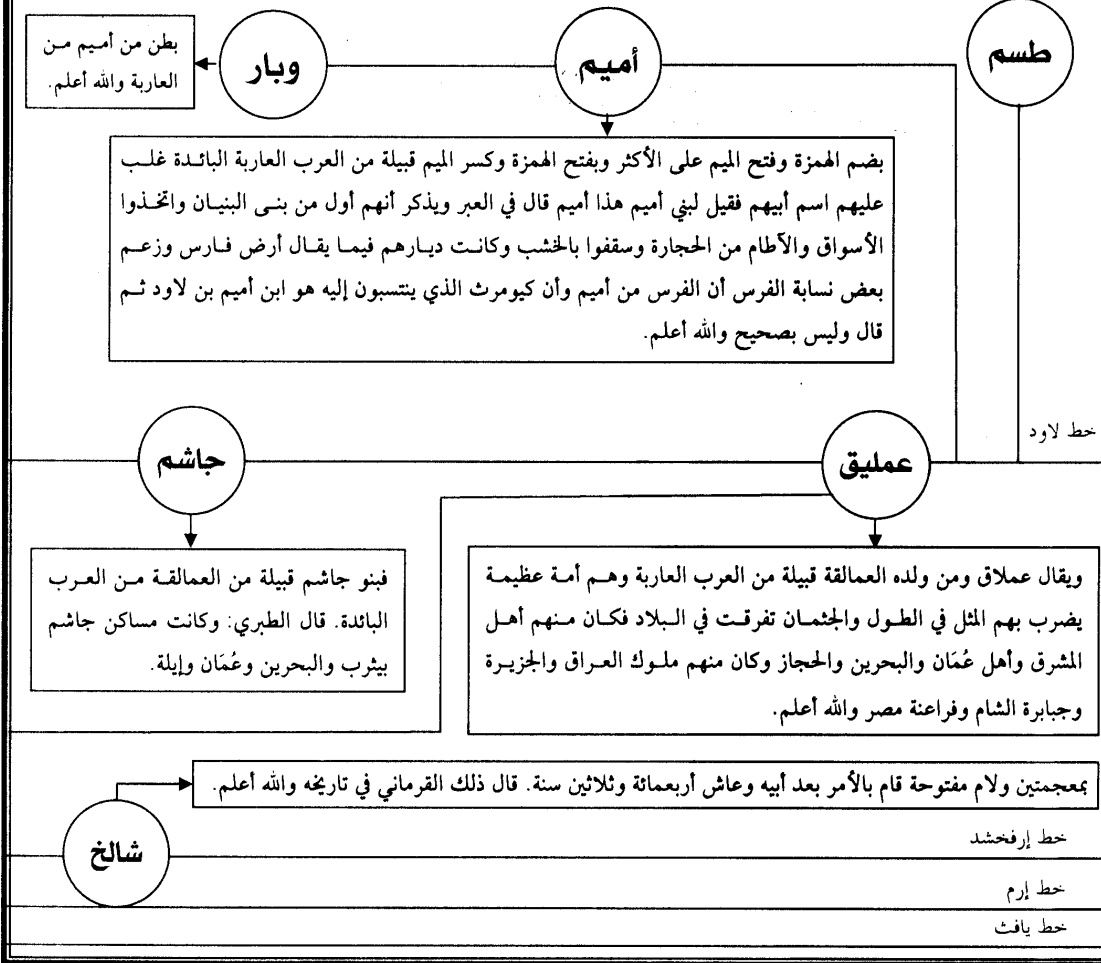 طسم
أميم
وبار
بطن من أميم من
العاربة والله أعلم.
بضم الهمزة وفتح الميم على الأكثر وبفتح الهمزة وكسر الميم قبيلة من العرب العاربة البائدة غلب
عليهم اسم أبيهم فقيل لبني أميم هذا أميم قال في العبر ويذكر أنهم أول من بنى البنيان واتخذوا
الأسواق والآطام من الحجارة وسقفوا بالخشب وكانت ديارهم فيما يقال أرض فارس وزعم
بعض نسابة الفرس أن الفرس من أميم وأن كيومرث الذي ينتسبون إليه هو ابن أميم بن لاود ثم
قال وليس بصحيح والله أعلم.
خط لاود
عمليق
جاشم
ويقال عملاق ومن ولده العمالقة قبيلة من العرب العاربة وهم أمة عظيمة
يضرب بهم المثل في الطول والجثمان تفرقت في البلاد فكان منهم أهل
المشرق وأهل عُمَان والبحرين والحجاز وكان منهم ملوك العراق والجزيرة
وجبابرة الشام وفراعنة مصر والله أعلم.
فبنو جاشم قبيلة من العمالقة من العرب
البائدة. قال الطبري: وكانت مساكن جاشم
بيثرب والبحرين وعُمَان وإيلة.
بمعجمتين ولام مفتوحة قام بالأمر بعد أبيه وعاش أربعمائة وثلاثين سنة. قال ذلك القرماني في تاريخه والله أعلم.
خط إرفخشد
شالخ
خط إرم
خط يافث